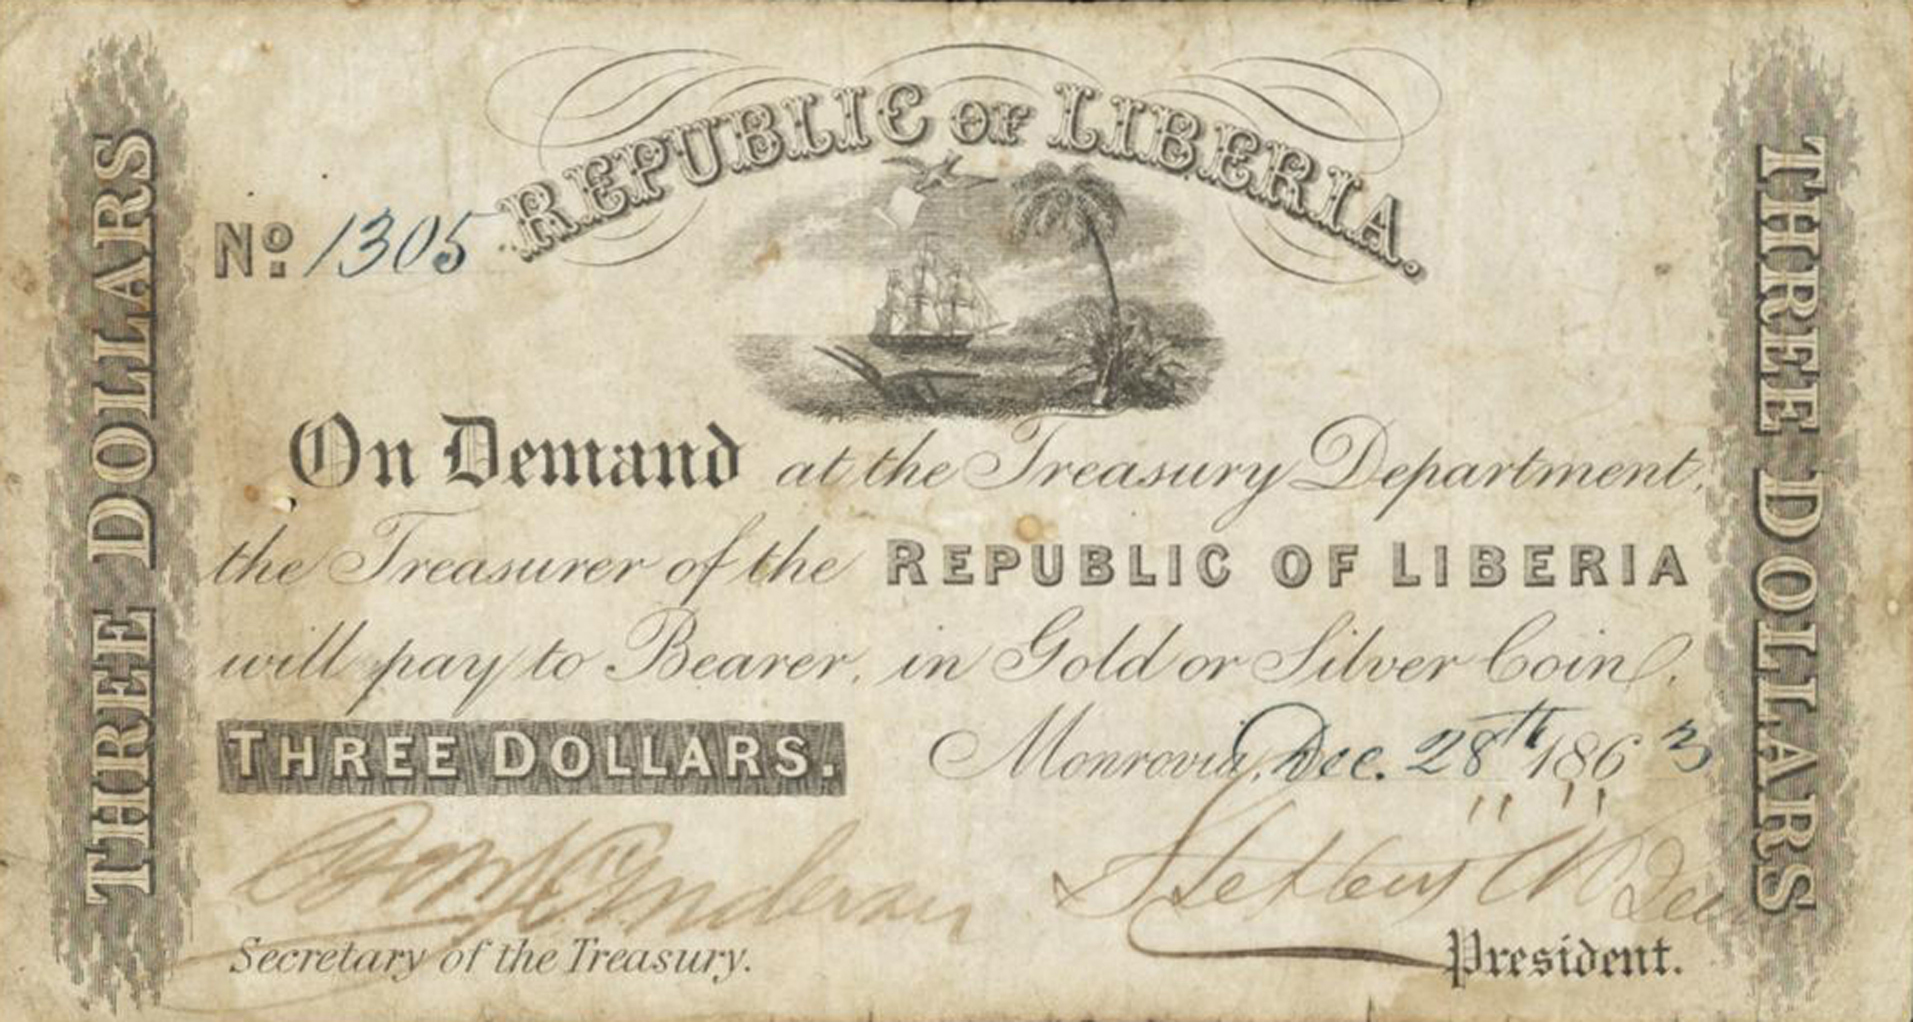 REPUBLIC OF LIBERIA.
No. 1305
THREE DOLLARS
THREE DOLLARS
On Demand at the Treasury Department,
the Treasurer of the REPUBLIC OF LIBERIA
will pay to Bearer, in Gold or Silver Coin,
THREE DOLLARS. Monrovia, Dec. 28th 1863
Anderson
Secretary of the Treasury.
President.